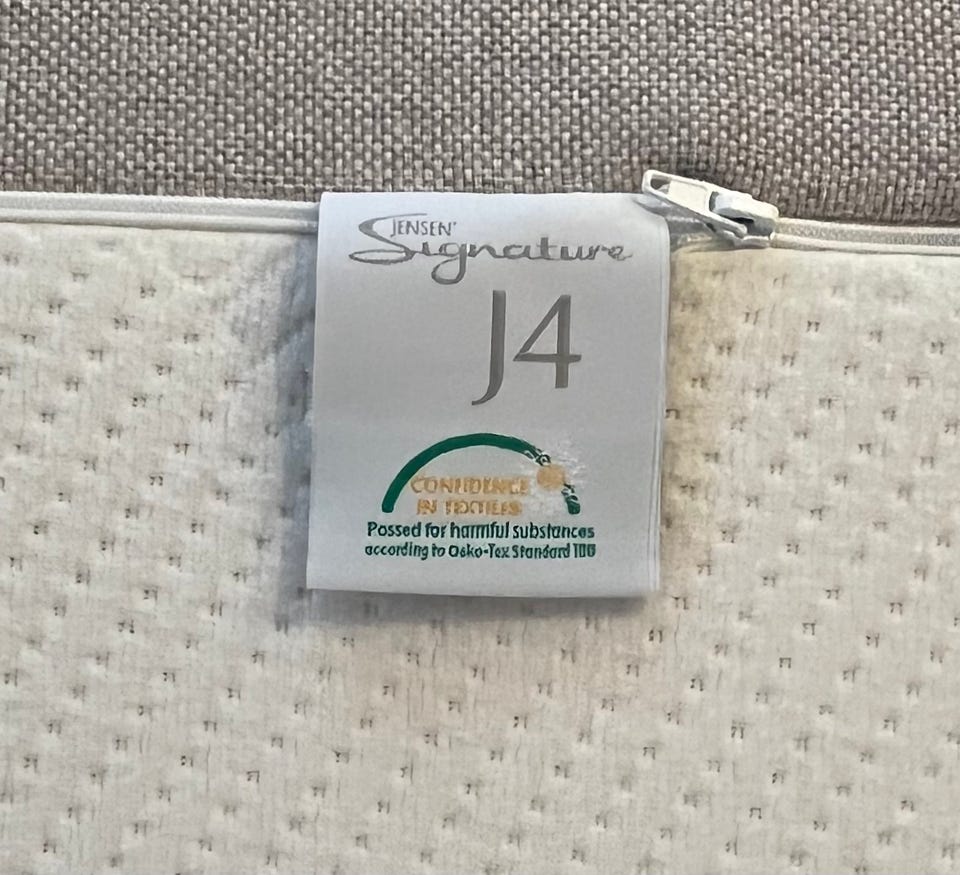 JENSEN®
Signature
J4
CONFIDENCE
IN TEXTILES
Passed for harmful substances
according to Oeko-Tex Standard 100